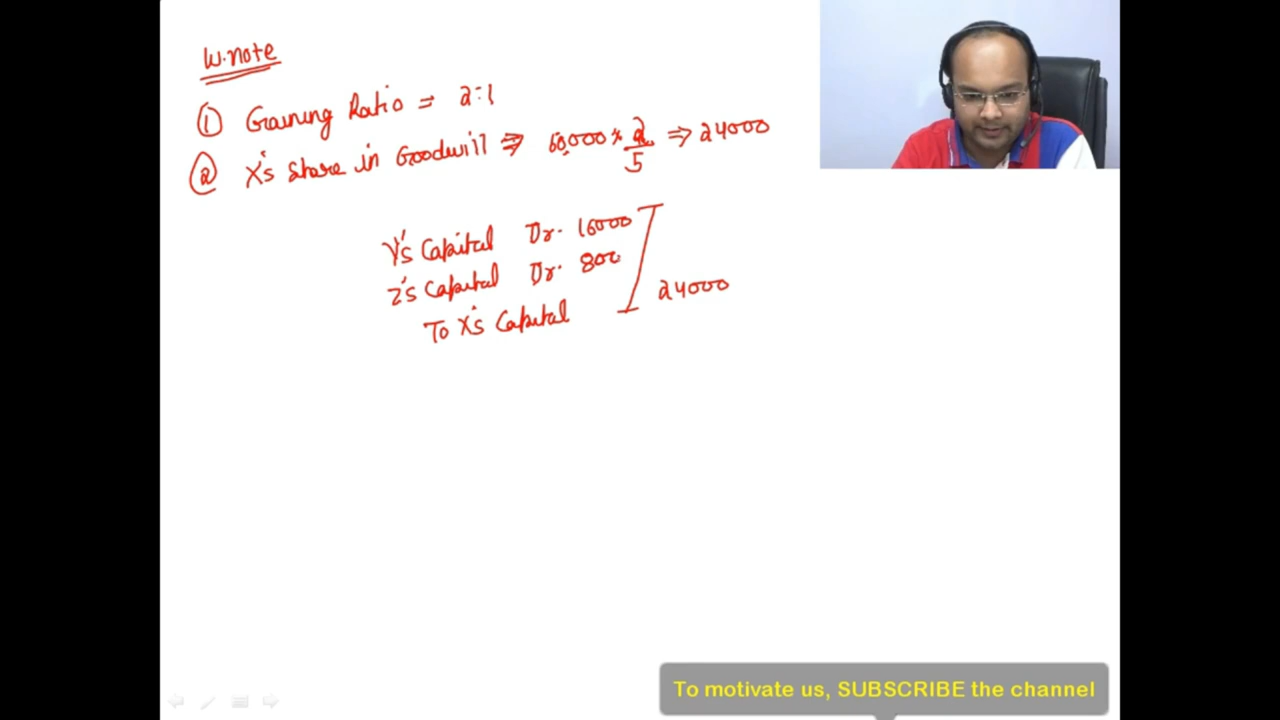 W.note
① Gaining Ratio = 2:1
② X's Share in Goodwill ⇒ 60,000 × 2/5 ⇒ 24000
Y's Capital Dr. 16000
Z's Capital Dr. 800
To X's Capital 24000
To motivate us, SUBSCRIBE the channel